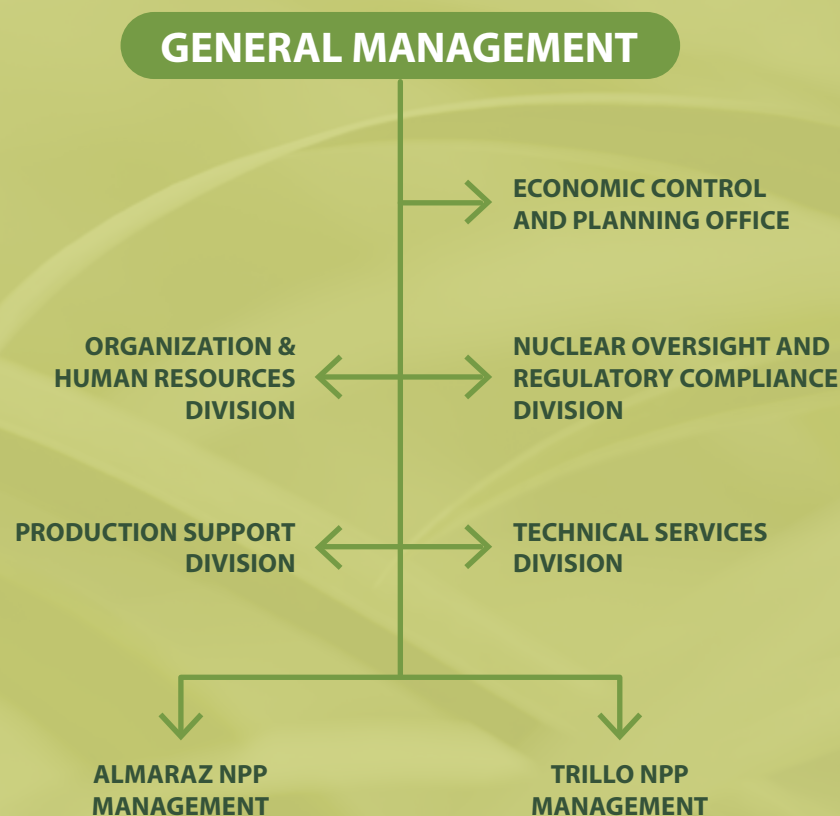 GENERAL MANAGEMENT
ECONOMIC CONTROL
AND PLANNING OFFICE
ORGANIZATION &
HUMAN RESOURCES
DIVISION
NUCLEAR OVERSIGHT AND
REGULATORY COMPLIANCE
DIVISION
PRODUCTION SUPPORT
DIVISION
TECHNICAL SERVICES
DIVISION
ALMARAZ NPP
MANAGEMENT
TRILLO NPP
MANAGEMENT